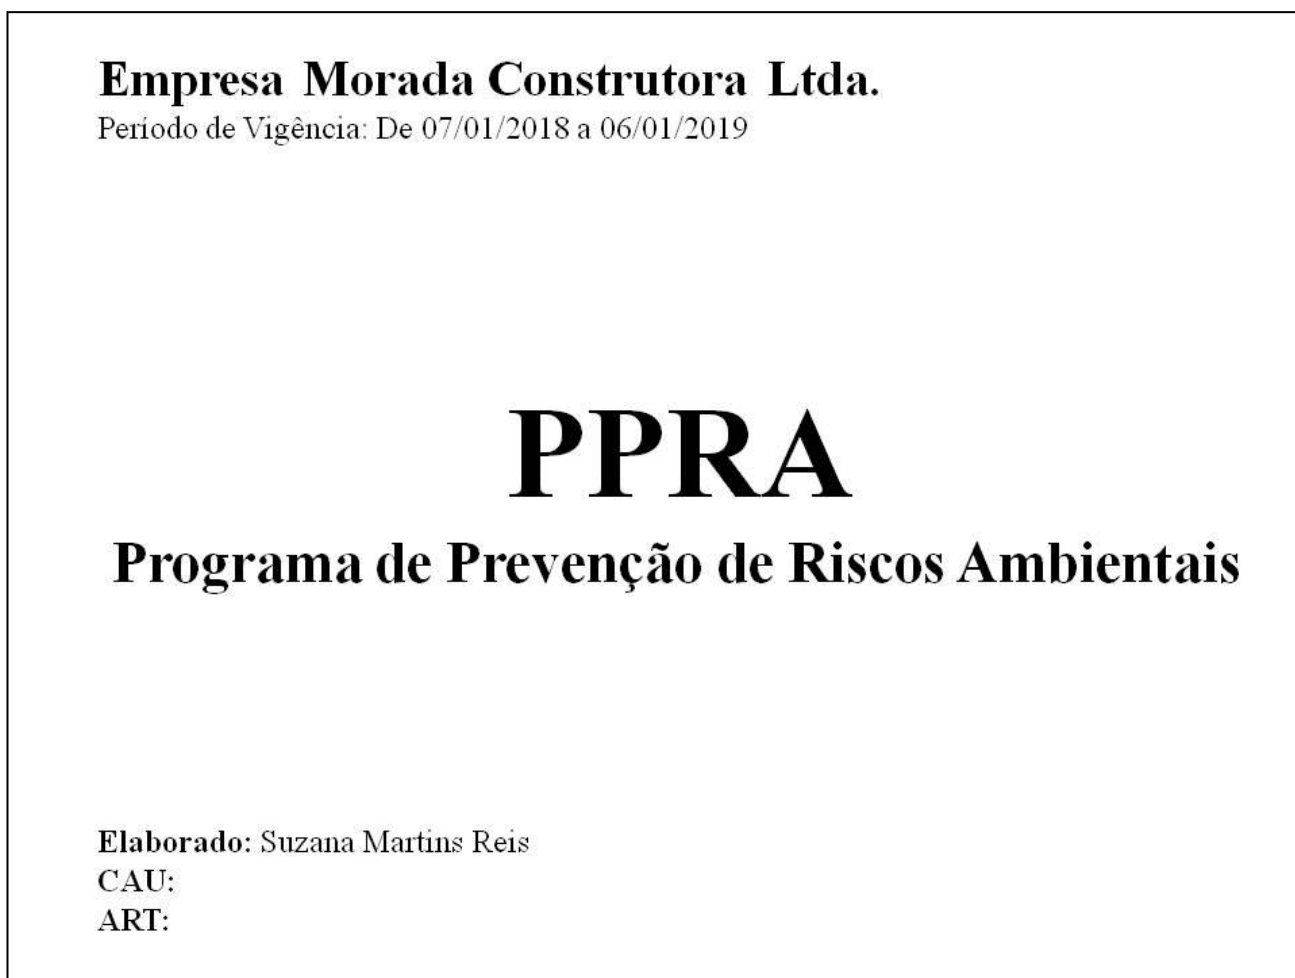 Empresa Morada Construtora Ltda.
Período de Vigência: De 07/01/2018 a 06/01/2019
PPRA
Programa de Prevenção de Riscos Ambientais
Elaborado: Suzana Martins Reis
CAU:
ART: